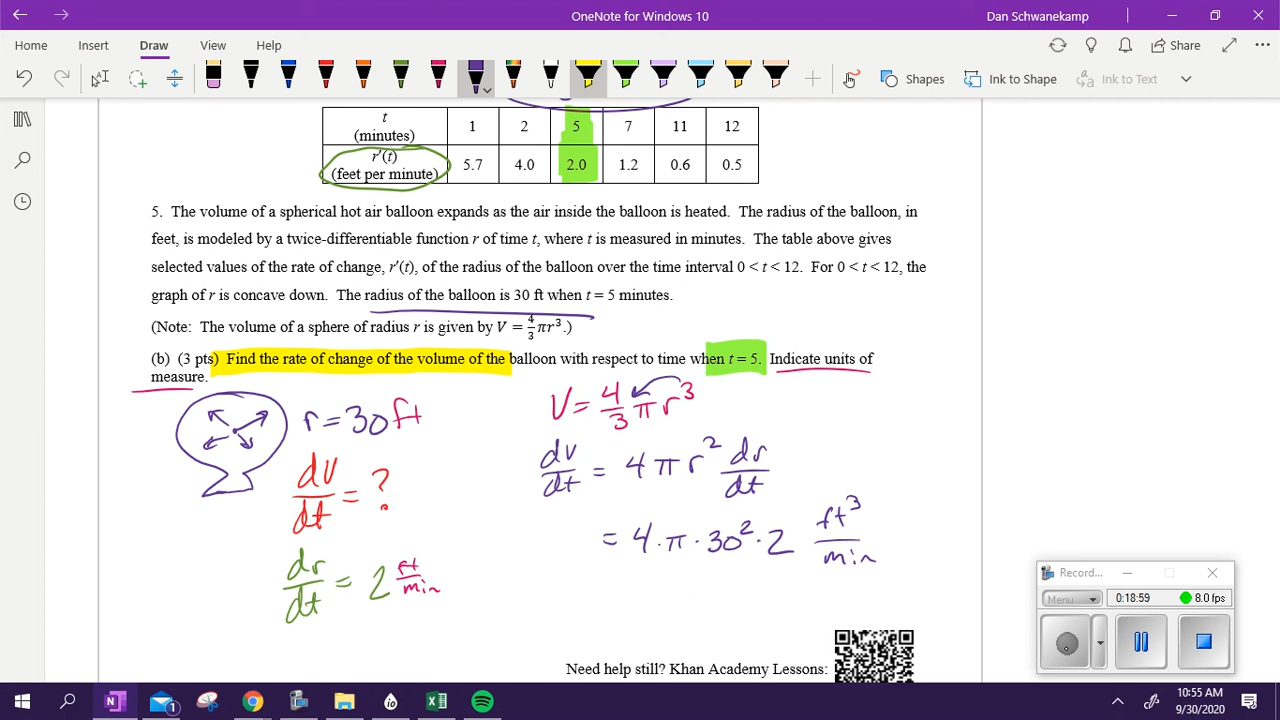 OneNote for Windows 10
Dan Schwanekamp
Home Insert Draw View Help
Share
Shapes Ink to Shape Ink to Text
t (minutes) 1 2 5 7 11 12
r'(t) (feet per minute) 5.7 4.0 2.0 1.2 0.6 0.5
5. The volume of a spherical hot air balloon expands as the air inside the balloon is heated. The radius of the balloon, in
feet, is modeled by a twice-differentiable function r of time t, where t is measured in minutes. The table above gives
selected values of the rate of change, r'(t), of the radius of the balloon over the time interval 0 < t < 12. For 0 < t < 12, the
graph of r is concave down. The radius of the balloon is 30 ft when t = 5 minutes.
(Note: The volume of a sphere of radius r is given by V = 4/3 πr³.)
(b) (3 pts) Find the rate of change of the volume of the balloon with respect to time when t = 5. Indicate units of
measure.
r = 30 ft
dV/dt = ?
dr/dt = 2 ft/min
V = 4/3 π r³
dv/dt = 4 π r² dr/dt
= 4 · π · 30² · 2 ft³/min
Need help still? Khan Academy Lessons:
Record...
Menu
0:18:59
8.0 fps
10:55 AM
9/30/2020
1